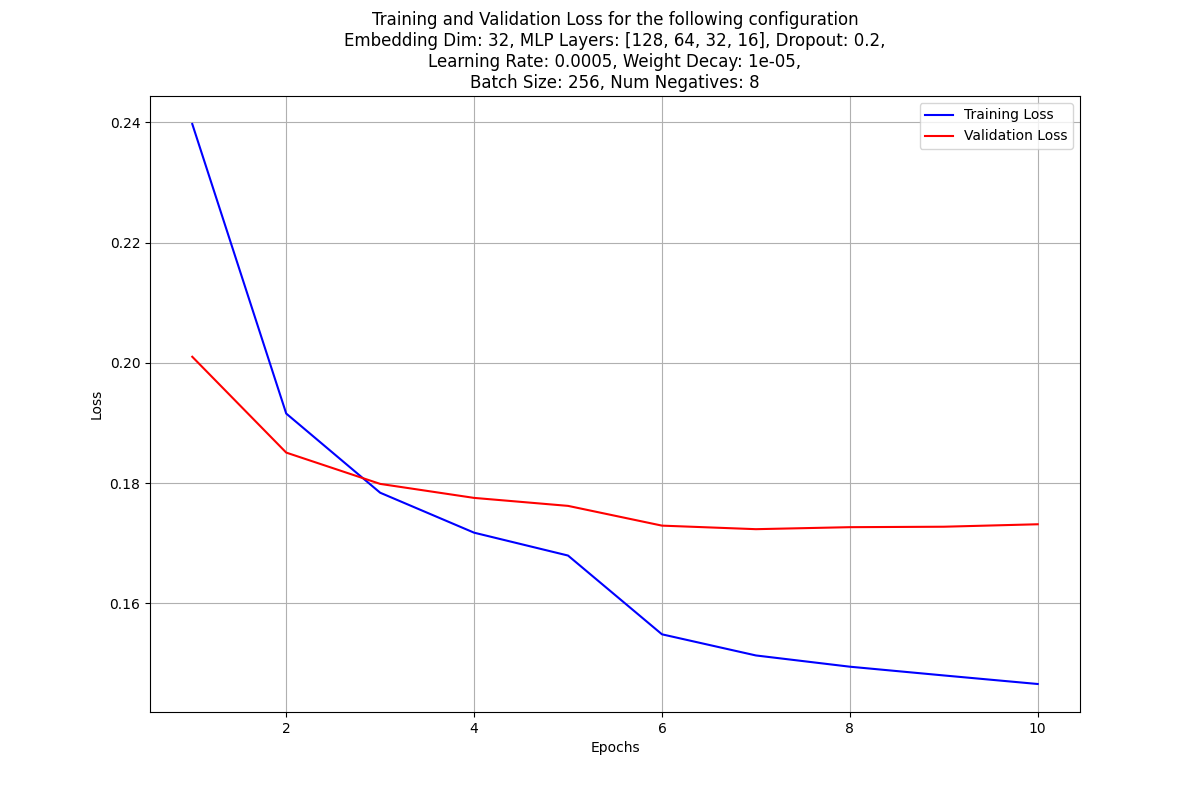 Training and Validation Loss for the following configuration
Embedding Dim: 32, MLP Layers: [128, 64, 32, 16], Dropout: 0.2,
Learning Rate: 0.0005, Weight Decay: 1e-05,
Batch Size: 256, Num Negatives: 8
Training Loss
Validation Loss
0.24
0.22
0.20
0.18
0.16
Loss
2
4
6
8
10
Epochs